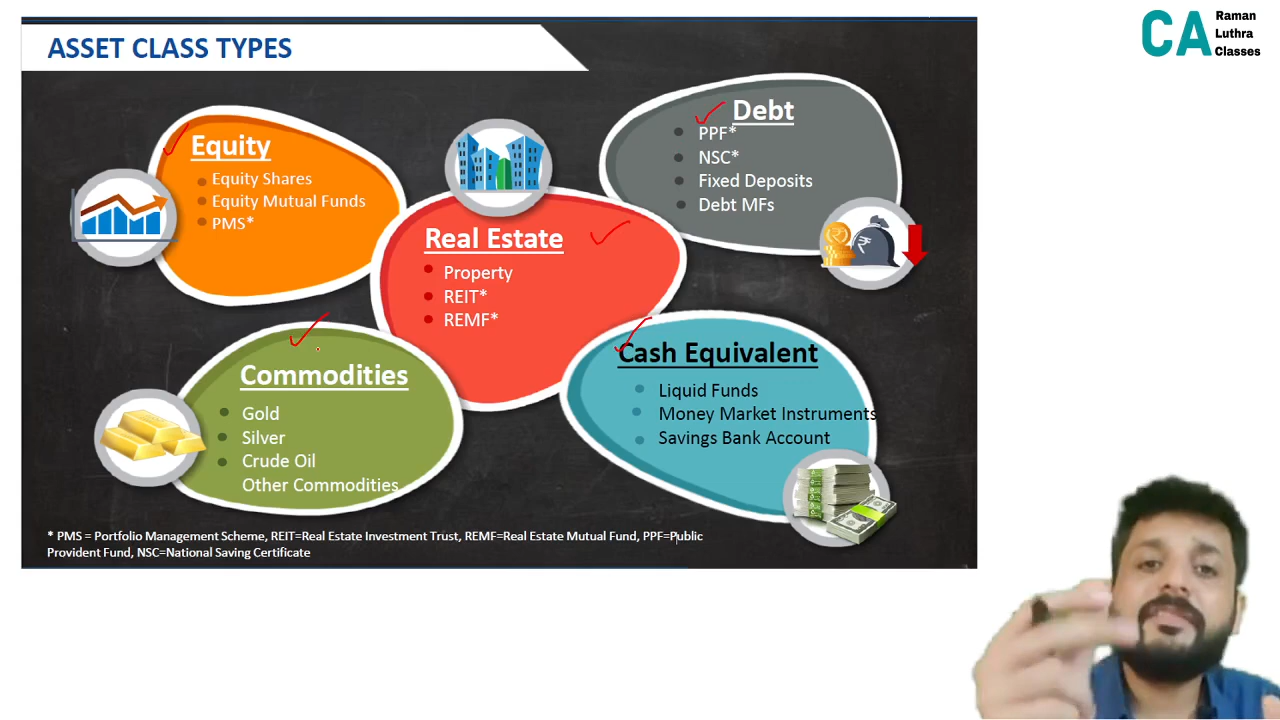 ASSET CLASS TYPES
CA
Raman
Luthra
Classes
Equity
Equity Shares
Equity Mutual Funds
PMS*
Debt
PPF*
NSC*
Fixed Deposits
Debt MFs
Real Estate
Property
REIT*
REMF*
Commodities
Gold
Silver
Crude Oil
Other Commodities
Cash Equivalent
Liquid Funds
Money Market Instruments
Savings Bank Account
* PMS = Portfolio Management Scheme, REIT=Real Estate Investment Trust, REMF=Real Estate Mutual Fund, PPF=Public
Provident Fund, NSC=National Saving Certificate